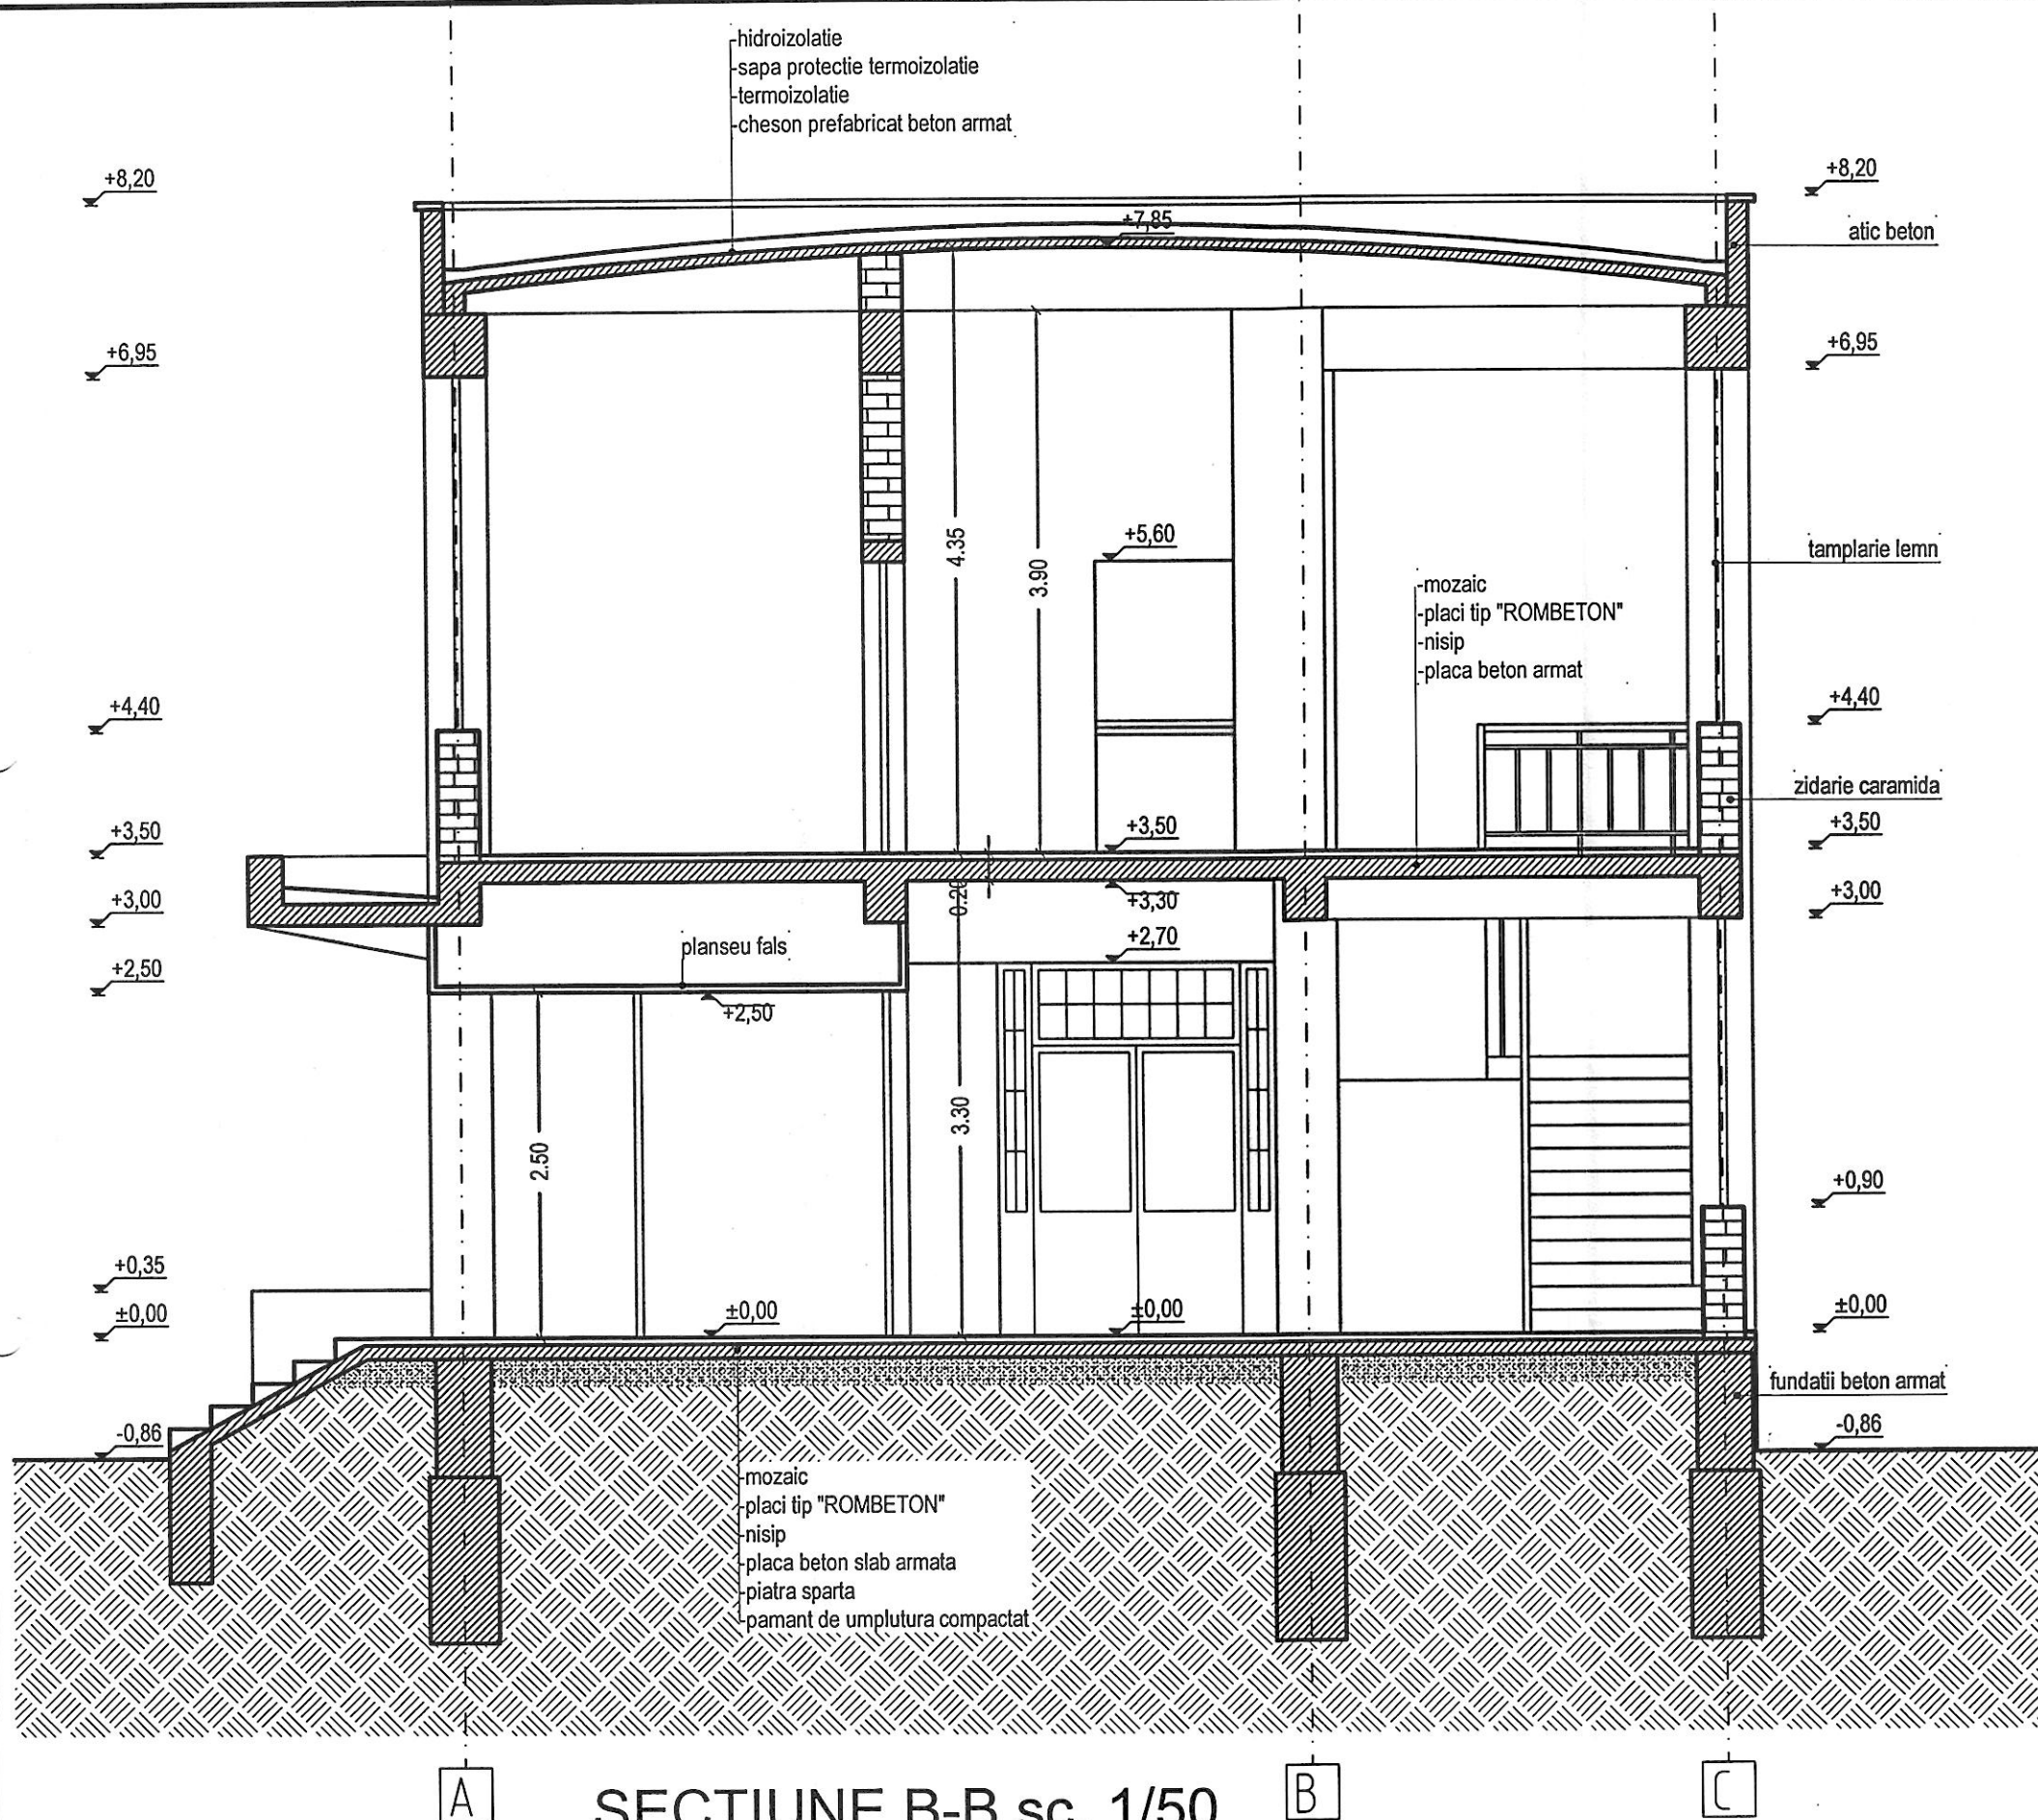 -hidroizolatie
-sapa protectie termoizolatie
-termoizolatie
-cheson prefabricat beton armat
+8,20
+8,20
+7,85
atic beton
+6,95
+6,95
4.35
3.90
+5,60
tamplarie lemn
-mozaic
-placi tip "ROMBETON"
-nisip
-placa beton armat
+4,40
+4,40
zidarie caramida
+3,50
+3,50
+3,50
+3,00
0.20
+3,30
+3,00
+2,70
planseu fals
+2,50
+2,50
2.50
3.30
+0,90
+0,35
±0,00
±0,00
±0,00
±0,00
fundatii beton armat
-0,86
-0,86
-mozaic
-placi tip "ROMBETON"
-nisip
-placa beton slab armata
-piatra sparta
-pamant de umplutura compactat
A
B
C
SECTIUNE B-B sc. 1/50